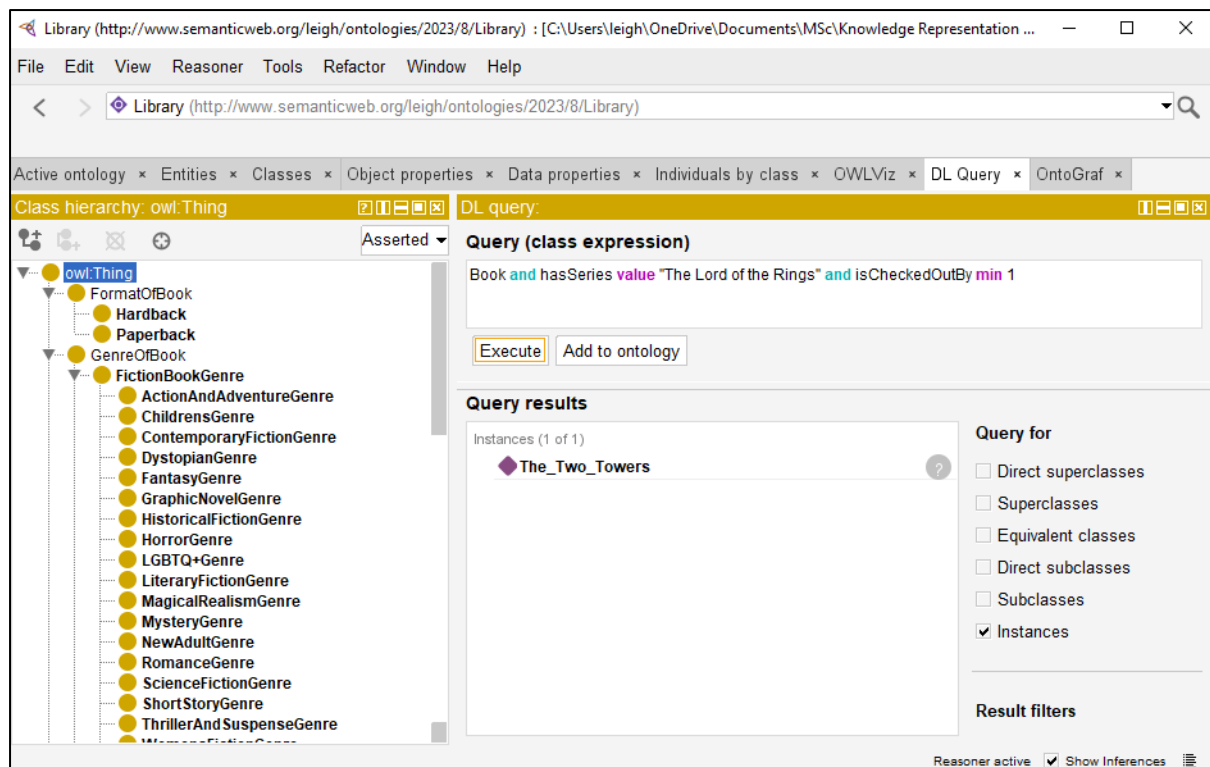 Library (http://www.semanticweb.org/leigh/ontologies/2023/8/Library) : [C:\Users\leigh\OneDrive\Documents\MSc\Knowledge Representation ...
File Edit View Reasoner Tools Refactor Window Help
Library (http://www.semanticweb.org/leigh/ontologies/2023/8/Library)
Active ontology × Entities × Classes × Object properties × Data properties × Individuals by class × OWLViz × DL Query × OntoGraf ×
Class hierarchy: owl:Thing
Asserted
owl:Thing
FormatOfBook
Hardback
Paperback
GenreOfBook
FictionBookGenre
ActionAndAdventureGenre
ChildrensGenre
ContemporaryFictionGenre
DystopianGenre
FantasyGenre
GraphicNovelGenre
HistoricalFictionGenre
HorrorGenre
LGBTQ+Genre
LiteraryFictionGenre
MagicalRealismGenre
MysteryGenre
NewAdultGenre
RomanceGenre
ScienceFictionGenre
ShortStoryGenre
ThrillerAndSuspenseGenre
DL query:
Query (class expression)
Book and hasSeries value "The Lord of the Rings" and isCheckedOutBy min 1
Execute Add to ontology
Query results
Instances (1 of 1)
The_Two_Towers
?
Query for
Direct superclasses
Superclasses
Equivalent classes
Direct subclasses
Subclasses
Instances
Result filters
Reasoner active Show Inferences